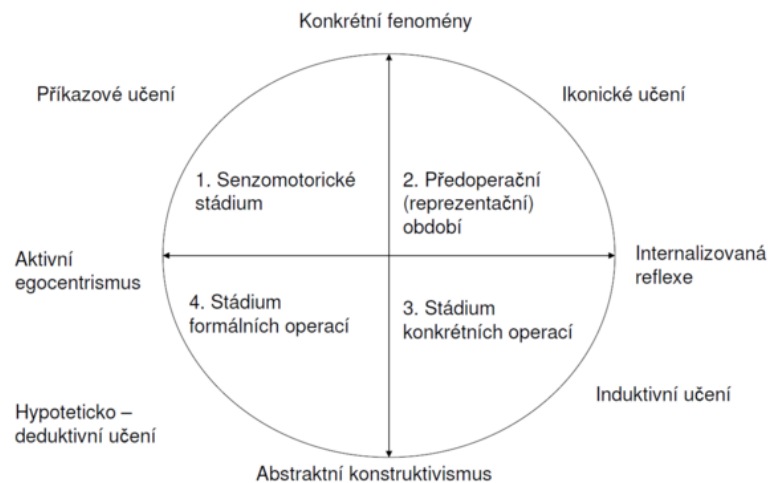 Konkrétní fenomény
Příkazové učení
Ikonické učení
1. Senzomotorické
stádium
2. Předoperační
(reprezentační)
období
Aktivní
egocentrismus
Internalizovaná
reflexe
4. Stádium
formálních operací
3. Stádium
konkrétních operací
Hypoteticko –
deduktivní učení
Induktivní učení
Abstraktní konstruktivismus